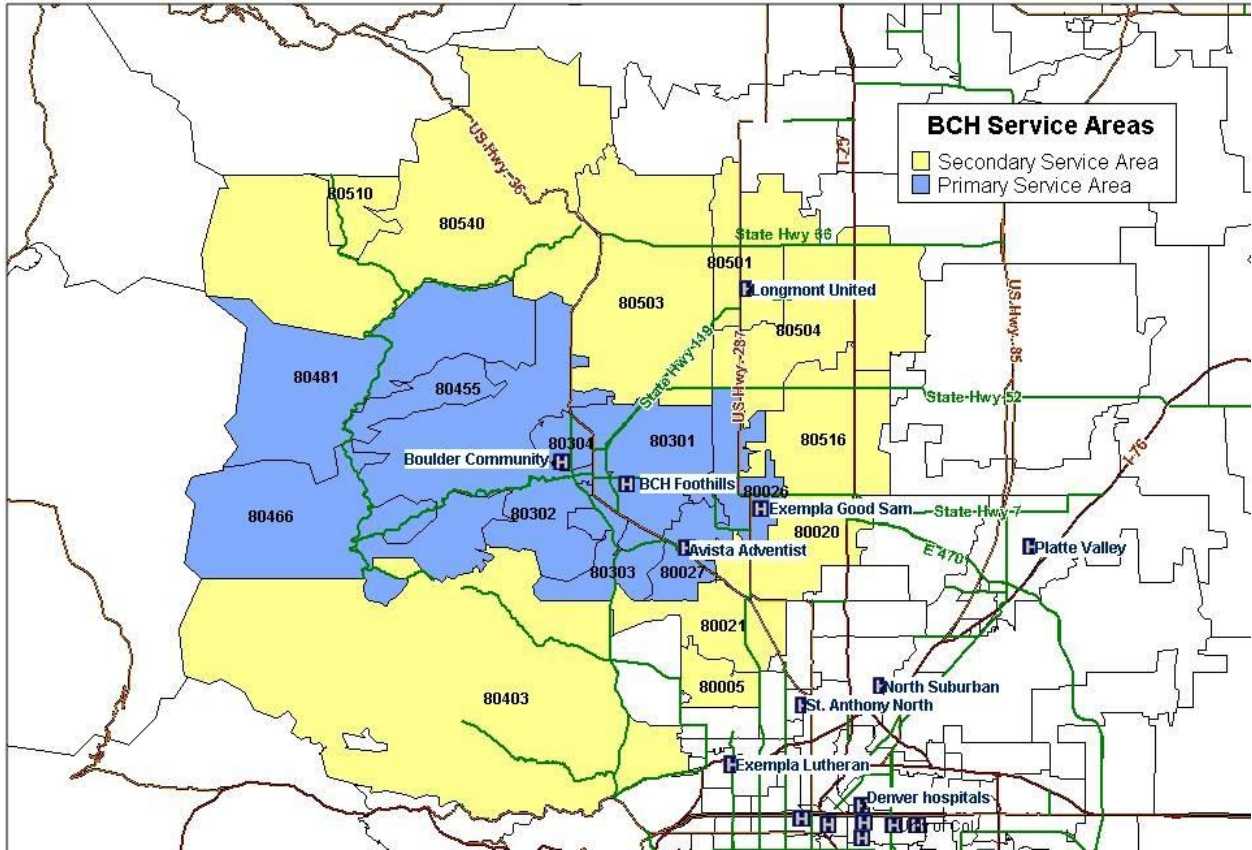 BCH Service Areas
Secondary Service Area
Primary Service Area
US Hwy. 36
I-25
80510
80540
State Hwy 66
80501
Longmont United
80503
80504
US Hwy. 85
State Hwy 119
US Hwy. 287
80481
80455
State Hwy 52
80304
80301
80516
I-76
Boulder Community
BCH Foothills
80026
Exempla Good Sam
State Hwy 7
80466
80302
80020
E 470
Avista Adventist
Platte Valley
80303
80027
80021
80403
80005
North Suburban
St. Anthony North
Exempla Lutheran
Denver hospitals